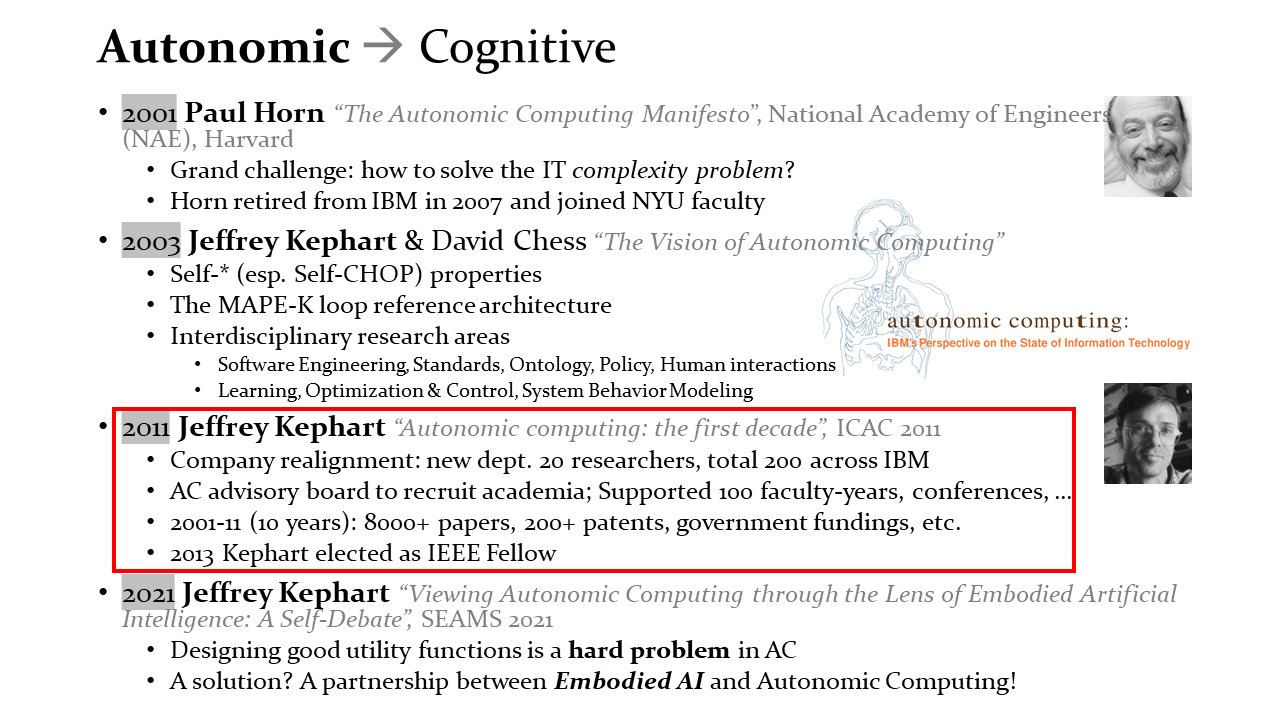 Autonomic → Cognitive
• 2001 Paul Horn “The Autonomic Computing Manifesto”, National Academy of Engineers
(NAE), Harvard
• Grand challenge: how to solve the IT complexity problem?
• Horn retired from IBM in 2007 and joined NYU faculty
• 2003 Jeffrey Kephart & David Chess “The Vision of Autonomic Computing”
• Self-* (esp. Self-CHOP) properties
• The MAPE-K loop reference architecture
• Interdisciplinary research areas
• Software Engineering, Standards, Ontology, Policy, Human interactions
• Learning, Optimization & Control, System Behavior Modeling
autonomic computing:
IBM's Perspective on the State of Information Technology
• 2011 Jeffrey Kephart “Autonomic computing: the first decade”, ICAC 2011
• Company realignment: new dept. 20 researchers, total 200 across IBM
• AC advisory board to recruit academia; Supported 100 faculty-years, conferences, …
• 2001-11 (10 years): 8000+ papers, 200+ patents, government fundings, etc.
• 2013 Kephart elected as IEEE Fellow
• 2021 Jeffrey Kephart “Viewing Autonomic Computing through the Lens of Embodied Artificial
Intelligence: A Self-Debate”, SEAMS 2021
• Designing good utility functions is a hard problem in AC
• A solution? A partnership between Embodied AI and Autonomic Computing!